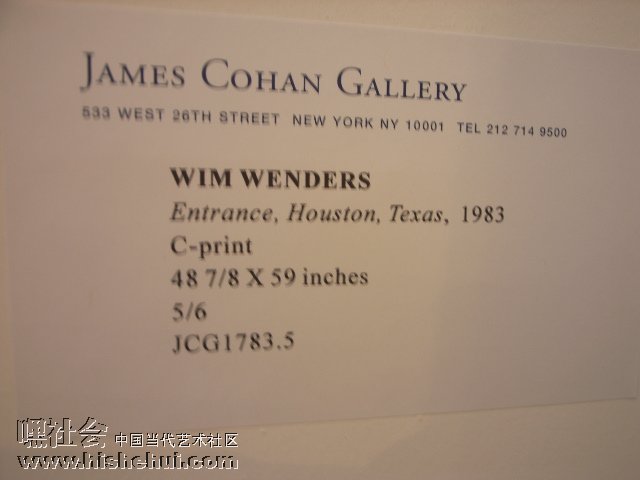 JAMES COHAN GALLERY
533 WEST 26TH STREET NEW YORK NY 10001 TEL 212 714 9500
WIM WENDERS
Entrance, Houston, Texas, 1983
C-print
48 7/8 X 59 inches
5/6
JCG1783.5
嘿社会 中国当代艺术社区
www.hishehui.com